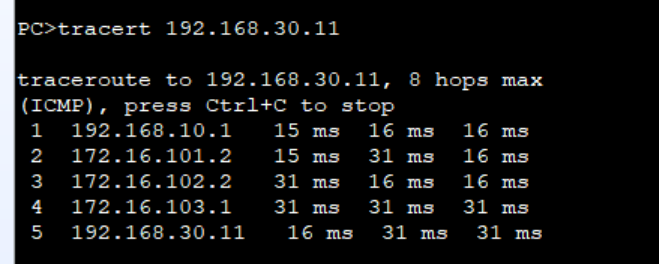 PC>tracert 192.168.30.11
traceroute to 192.168.30.11, 8 hops max
(ICMP), press Ctrl+C to stop
1 192.168.10.1 15 ms 16 ms 16 ms
2 172.16.101.2 15 ms 31 ms 16 ms
3 172.16.102.2 31 ms 16 ms 16 ms
4 172.16.103.1 31 ms 31 ms 31 ms
5 192.168.30.11 16 ms 31 ms 31 ms